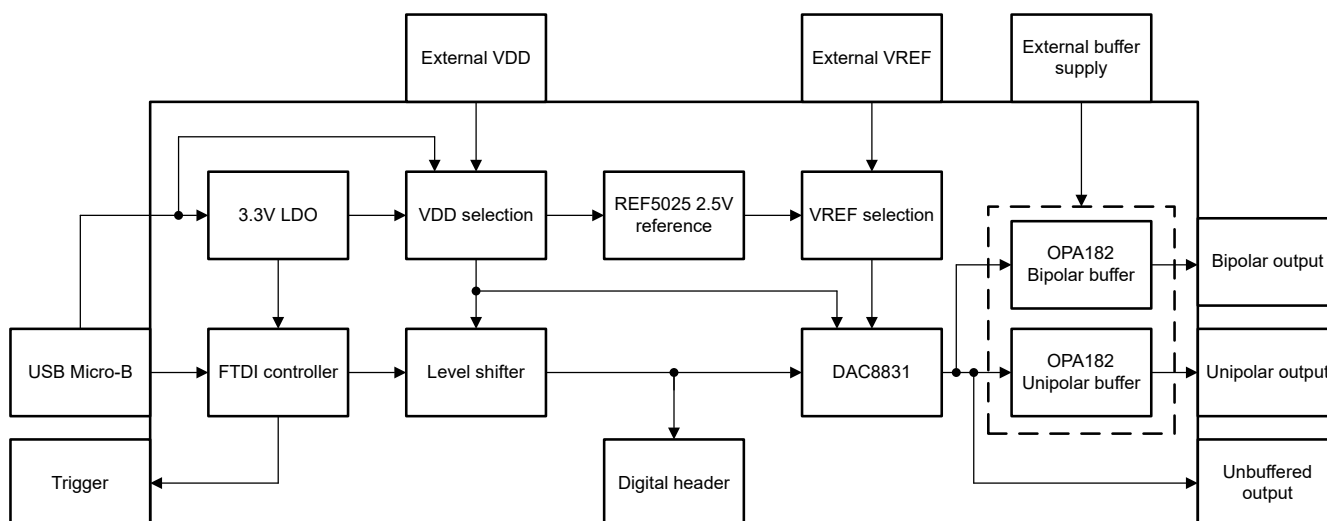 External VDD
External VREF
External buffer
supply
3.3V LDO
VDD selection
REF5025 2.5V
reference
VREF selection
OPA182
Bipolar buffer
Bipolar output
USB Micro-B
FTDI controller
Level shifter
DAC8831
OPA182
Unipolar buffer
Unipolar output
Trigger
Digital header
Unbuffered
output